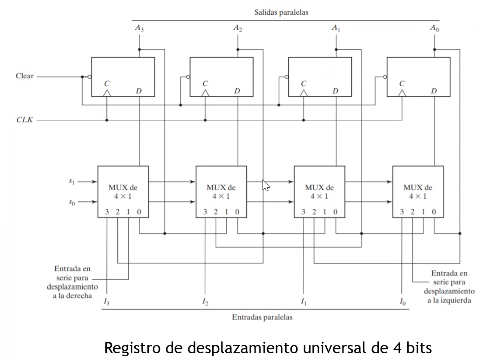 Salidas paralelas
A3 A2 A1 A0
Clear
C D C D C D C D
CLK
s1
s0
MUX de
4 × 1
MUX de
4 × 1
MUX de
4 × 1
MUX de
4 × 1
3 2 1 0 3 2 1 0 3 2 1 0 3 2 1 0
Entrada en
serie para
desplazamiento
a la derecha
Entrada en
serie para
desplazamiento
a la izquierda
I3 I2 I1 I0
Entradas paralelas
Registro de desplazamiento universal de 4 bits